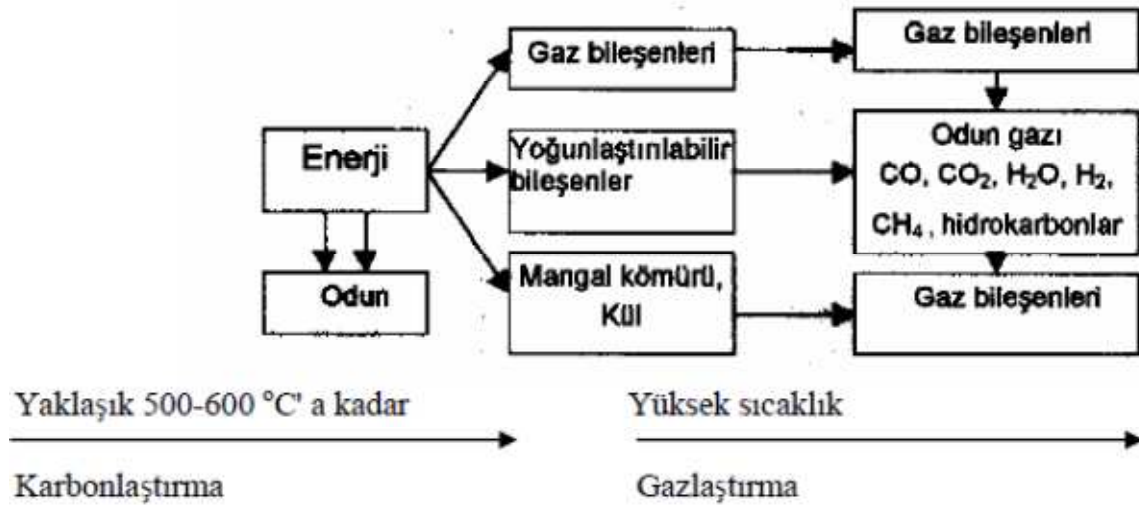 Gaz bileşenleri
Gaz bileşenleri
Enerji
Yoğunlaştırılabilir
bileşenler
Odun gazı
CO, CO₂, H₂O, H₂,
CH₄, hidrokarbonlar
Odun
Mangal kömürü,
Kül
Gaz bileşenleri
Yaklaşık 500-600 °C' a kadar
Yüksek sıcaklık
Karbonlaştırma
Gazlaştırma